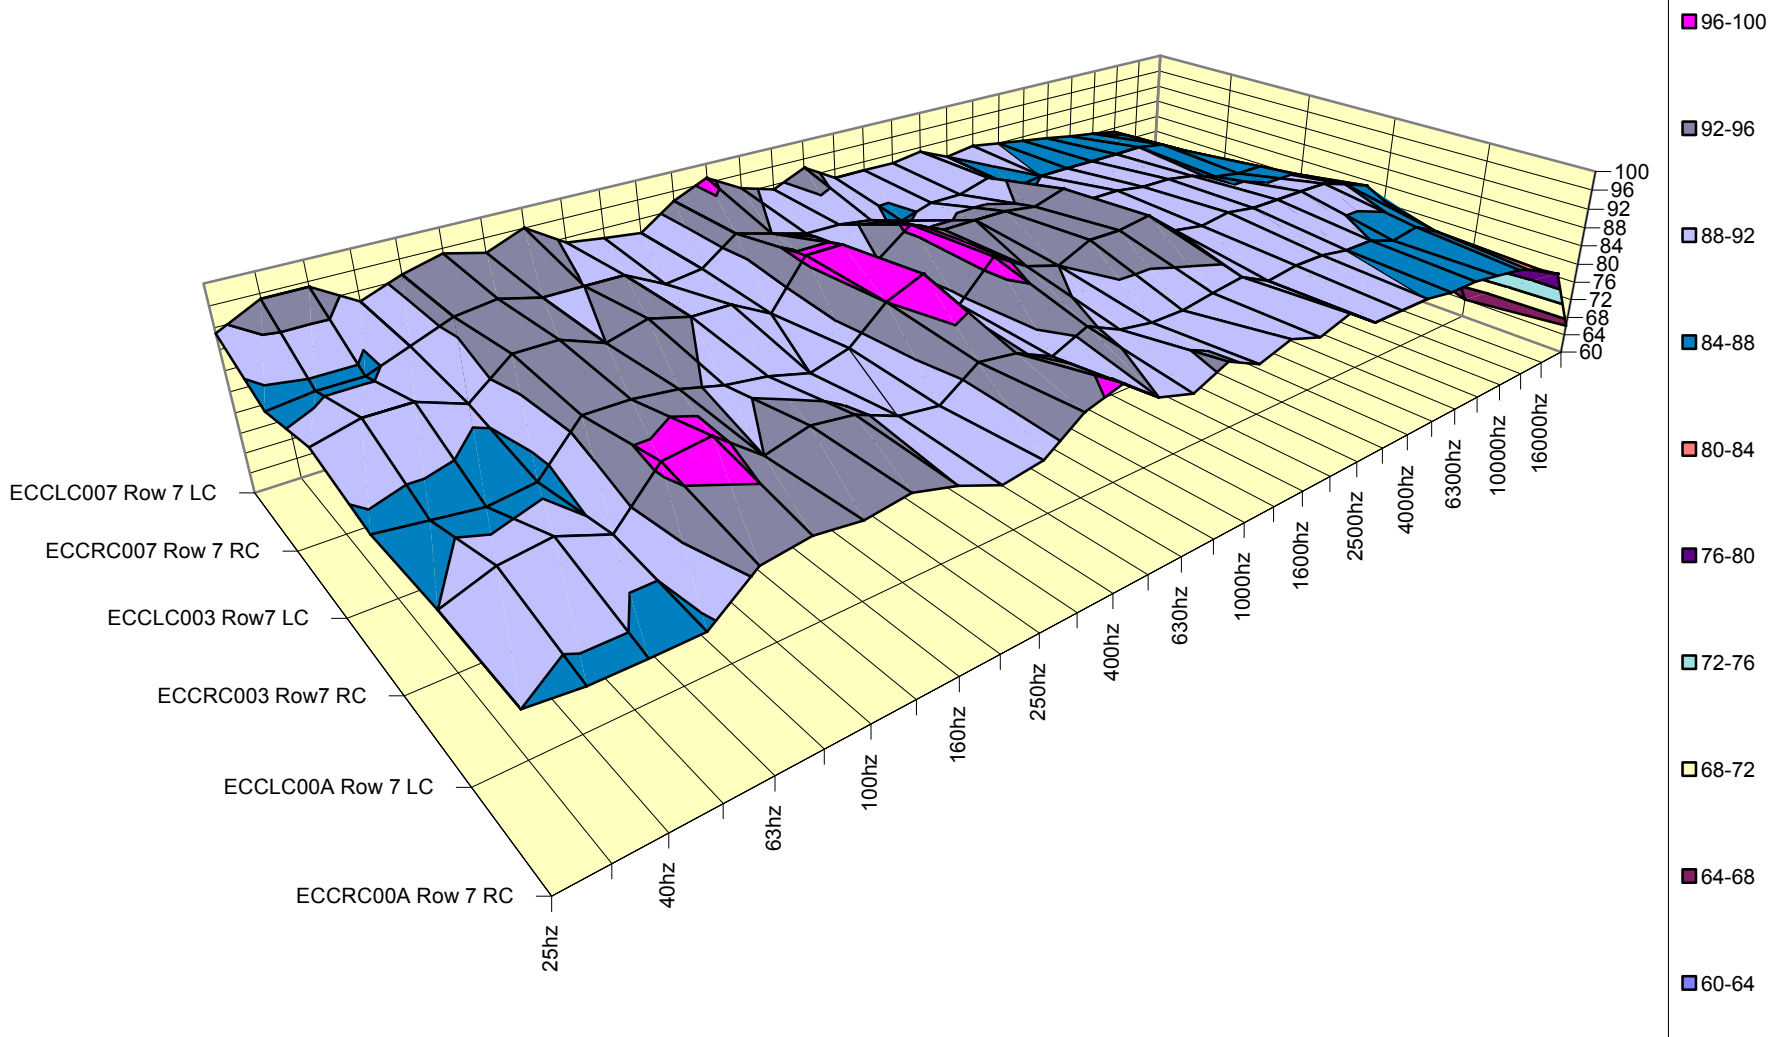 100
96
92
88
84
80
76
72
68
64
60
ECCLC007 Row 7 LC
ECCRC007 Row 7 RC
ECCLC003 Row7 LC
ECCRC003 Row7 RC
ECCLC00A Row 7 LC
ECCRC00A Row 7 RC
25hz
40hz
63hz
100hz
160hz
250hz
400hz
630hz
1000hz
1600hz
2500hz
4000hz
6300hz
10000hz
16000hz
96-100
92-96
88-92
84-88
80-84
76-80
72-76
68-72
64-68
60-64